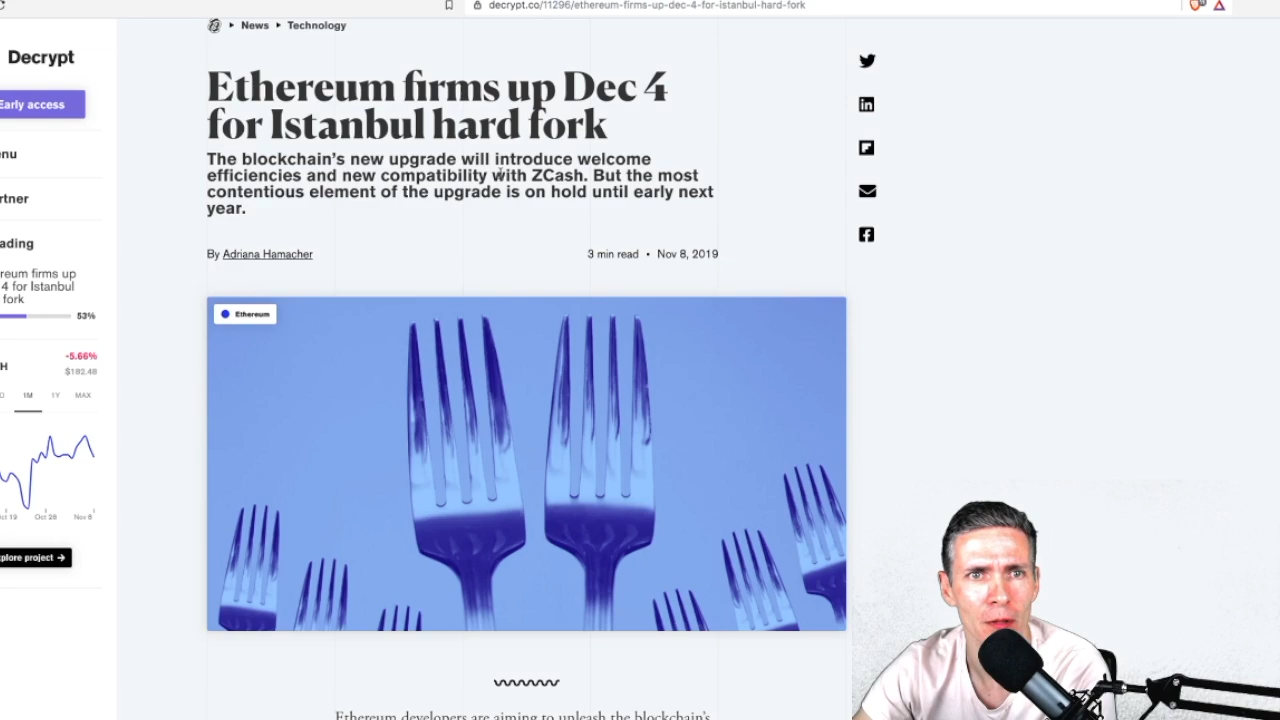 decrypt.co/11296/ethereum-firms-up-dec-4-for-istanbul-hard-fork
News
Technology
Decrypt
Early access
enu
rtner
ading
reum firms up
4 for Istanbul
fork
53%
-5.66%
H
$182.48
D
1M
1Y
MAX
ct 19
Oct 28
Nov 8
xplore project →
Ethereum firms up Dec 4
for Istanbul hard fork
The blockchain's new upgrade will introduce welcome
efficiencies and new compatibility with ZCash. But the most
contentious element of the upgrade is on hold until early next
year.
By Adriana Hamacher
3 min read • Nov 8, 2019
Ethereum
Ethereum developers are aiming to unleash the blockchain's